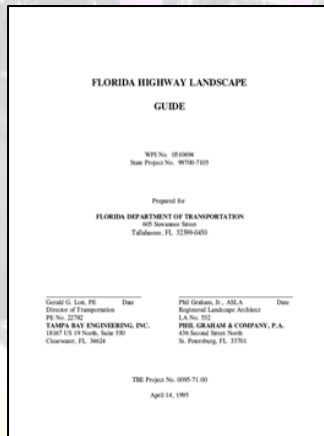 FLORIDA HIGHWAY LANDSCAPE
GUIDE
WPI No. 0510694
State Project No. 99700-7105
Prepared for
FLORIDA DEPARTMENT OF TRANSPORTATION
605 Suwannee Street
Tallahassee, FL 32399-0450
Gerald G. Lott, PE Date
Director of Transportation
PE No. 22782
TAMPA BAY ENGINEERING, INC.
18167 US 19 North, Suite 550
Clearwater, FL 34624
Phil Graham, Jr., ASLA Date
Registered Landscape Architect
LA No. 532
PHIL GRAHAM & COMPANY, P.A.
436 Second Street North
St. Petersburg, FL 33701
TBE Project No. 0095-71.00
April 14, 1995